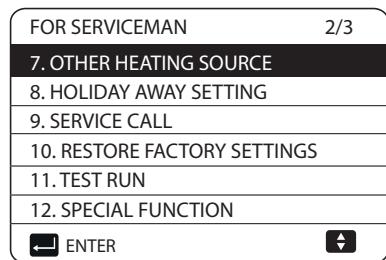 FOR SERVICEMAN 2/3
7. OTHER HEATING SOURCE
8. HOLIDAY AWAY SETTING
9. SERVICE CALL
10. RESTORE FACTORY SETTINGS
11. TEST RUN
12. SPECIAL FUNCTION
ENTER